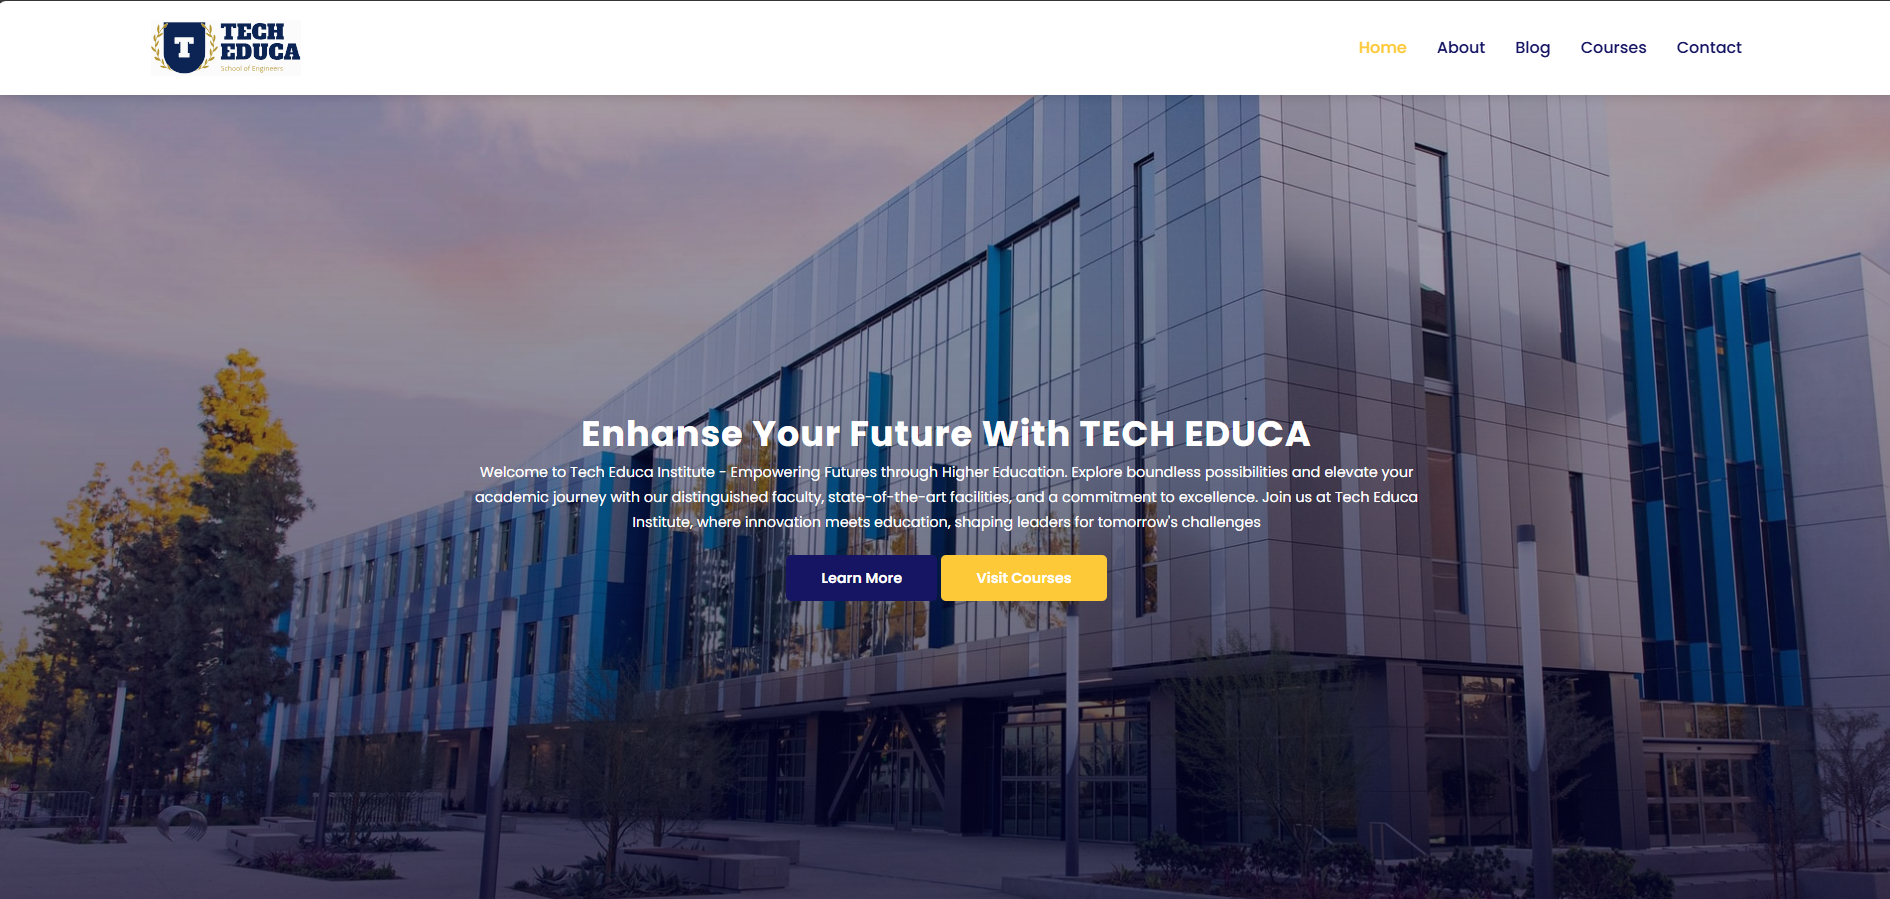 T
TECH
EDUCA
School of Engineers
Home About Blog Courses Contact
Enhanse Your Future With TECH EDUCA
Welcome to Tech Educa Institute - Empowering Futures through Higher Education. Explore boundless possibilities and elevate your
academic journey with our distinguished faculty, state-of-the-art facilities, and a commitment to excellence. Join us at Tech Educa
Institute, where innovation meets education, shaping leaders for tomorrow's challenges
Learn More Visit Courses